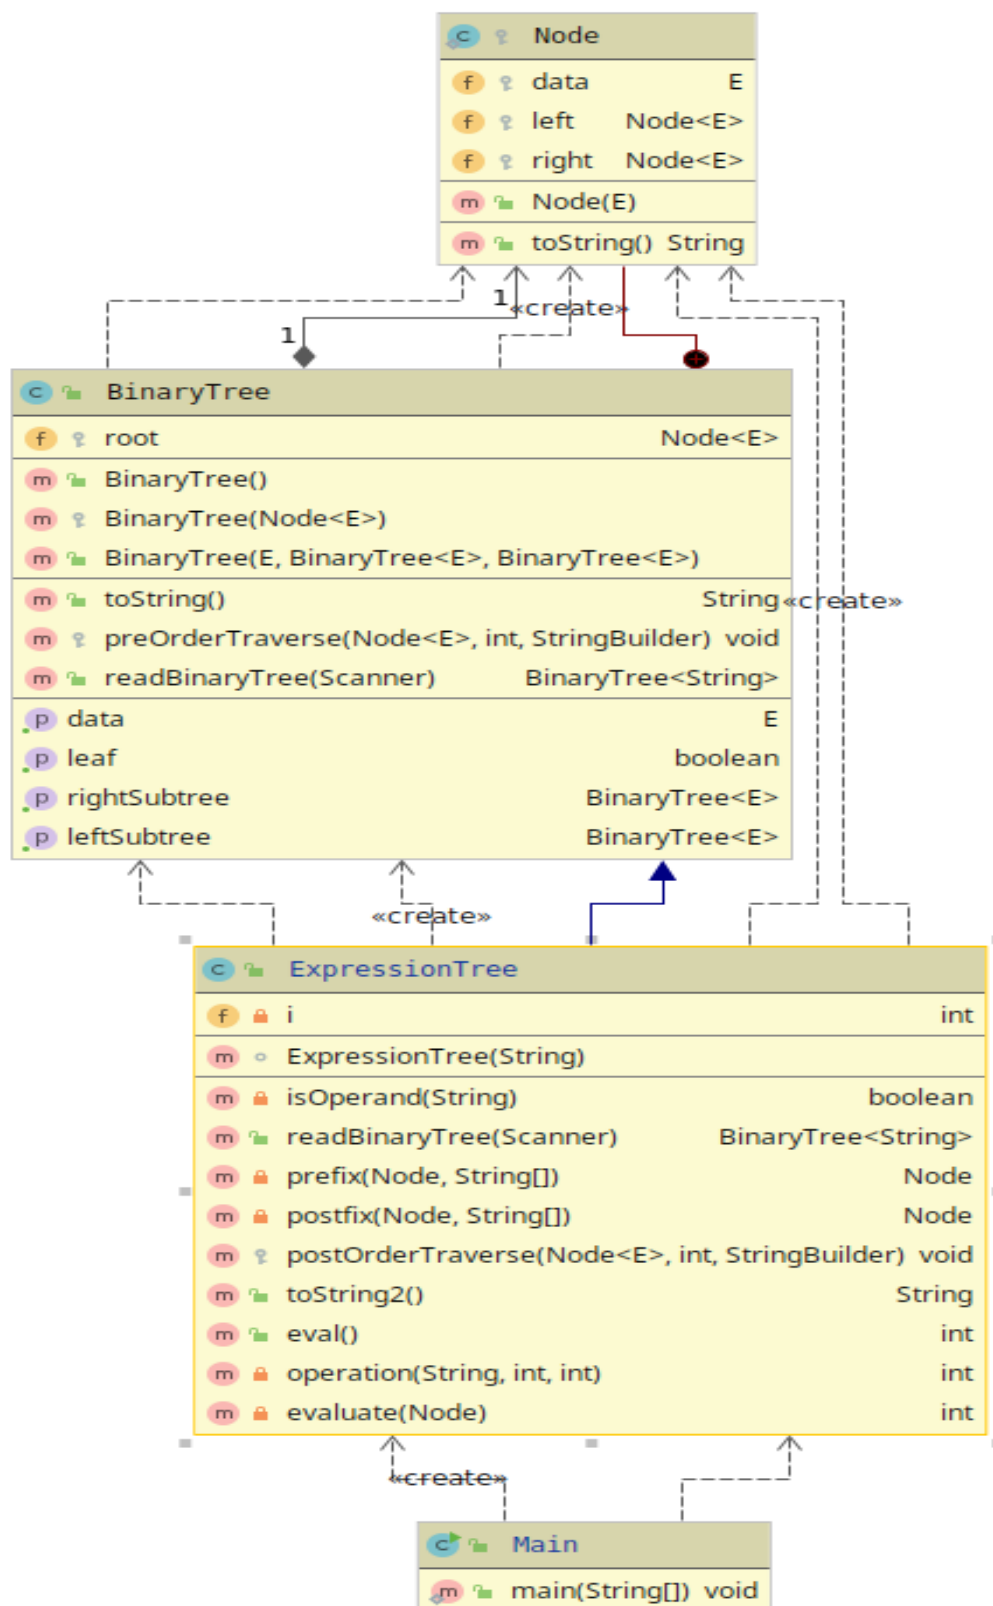 Node
data E
left Node<E>
right Node<E>
Node(E)
toString() String
1
«create»
1
BinaryTree
root Node<E>
BinaryTree()
BinaryTree(Node<E>)
BinaryTree(E, BinaryTree<E>, BinaryTree<E>)
toString() String
«create»
preOrderTraverse(Node<E>, int, StringBuilder) void
readBinaryTree(Scanner) BinaryTree<String>
data E
leaf boolean
rightSubtree BinaryTree<E>
leftSubtree BinaryTree<E>
«create»
ExpressionTree
i int
ExpressionTree(String)
isOperand(String) boolean
readBinaryTree(Scanner) BinaryTree<String>
prefix(Node, String[]) Node
postfix(Node, String[]) Node
postOrderTraverse(Node<E>, int, StringBuilder) void
toString2() String
eval() int
operation(String, int, int) int
evaluate(Node) int
«create»
Main
main(String[]) void